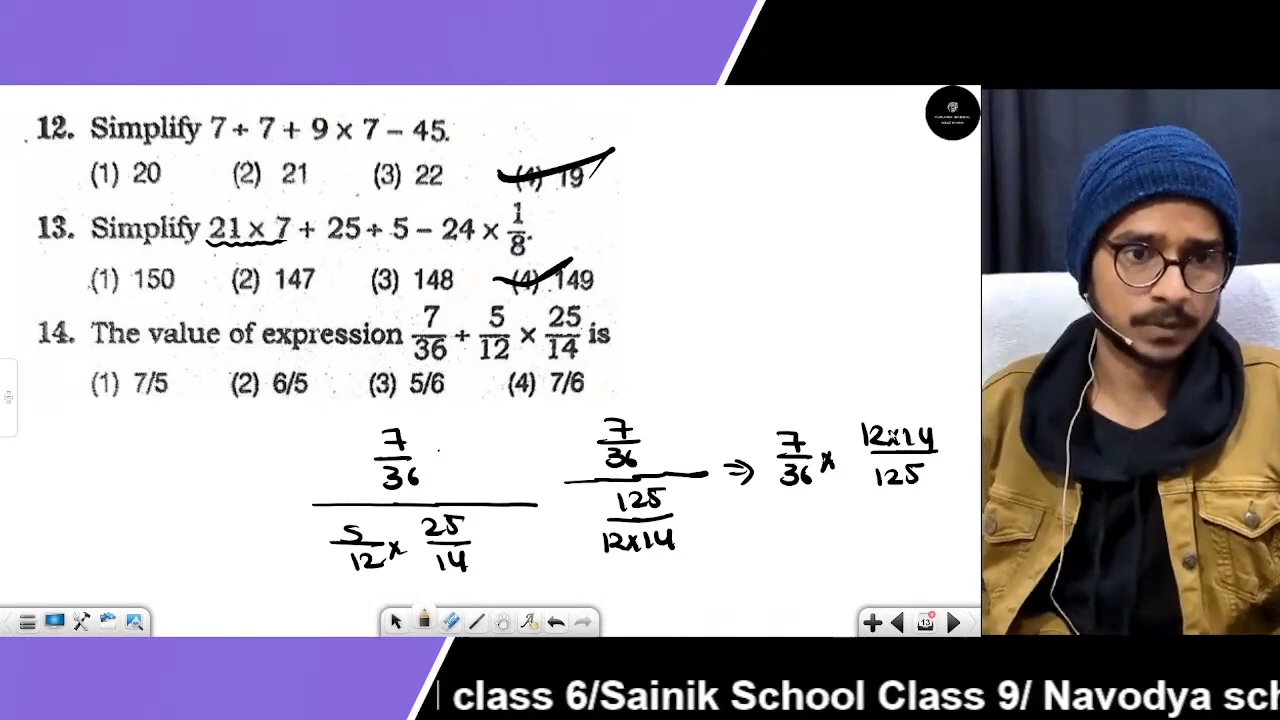 12. Simplify 7 + 7 + 9 × 7 – 45.
(1) 20 (2) 21 (3) 22 (4) 19
13. Simplify 21 × 7 + 25 ÷ 5 – 24 × 1/8.
(1) 150 (2) 147 (3) 148 (4) 149
14. The value of expression 7/36 ÷ 5/12 × 25/14 is
(1) 7/5 (2) 6/5 (3) 5/6 (4) 7/6
7/36
5/12 × 25/14
7/36
125
12×14
⇒ 7/36 × 12×14/125
13
class 6/Sainik School Class 9/ Navodya sch